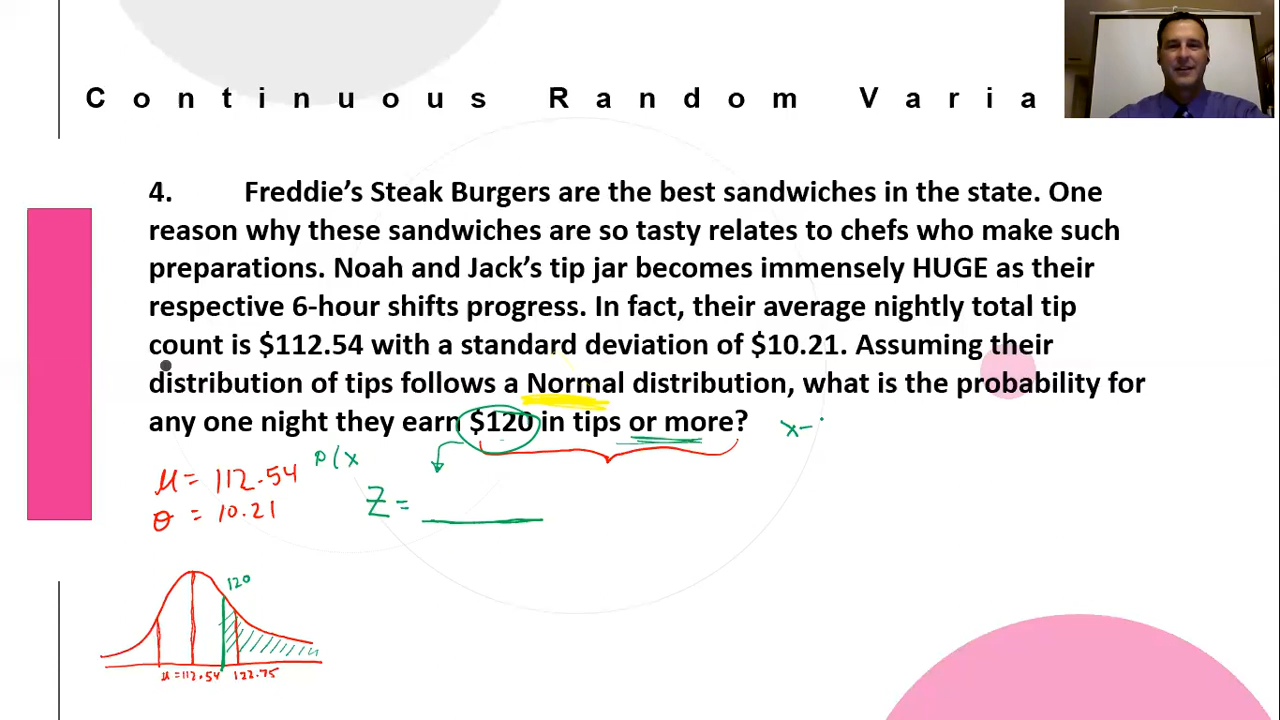 Continuous Random Varia
4. Freddie’s Steak Burgers are the best sandwiches in the state. One
reason why these sandwiches are so tasty relates to chefs who make such
preparations. Noah and Jack’s tip jar becomes immensely HUGE as their
respective 6-hour shifts progress. In fact, their average nightly total tip
count is $112.54 with a standard deviation of $10.21. Assuming their
distribution of tips follows a Normal distribution, what is the probability for
any one night they earn $120 in tips or more?
x-
μ= 112.54
P(x
σ = 10.21
Z=
120
μ=112.54
122.75